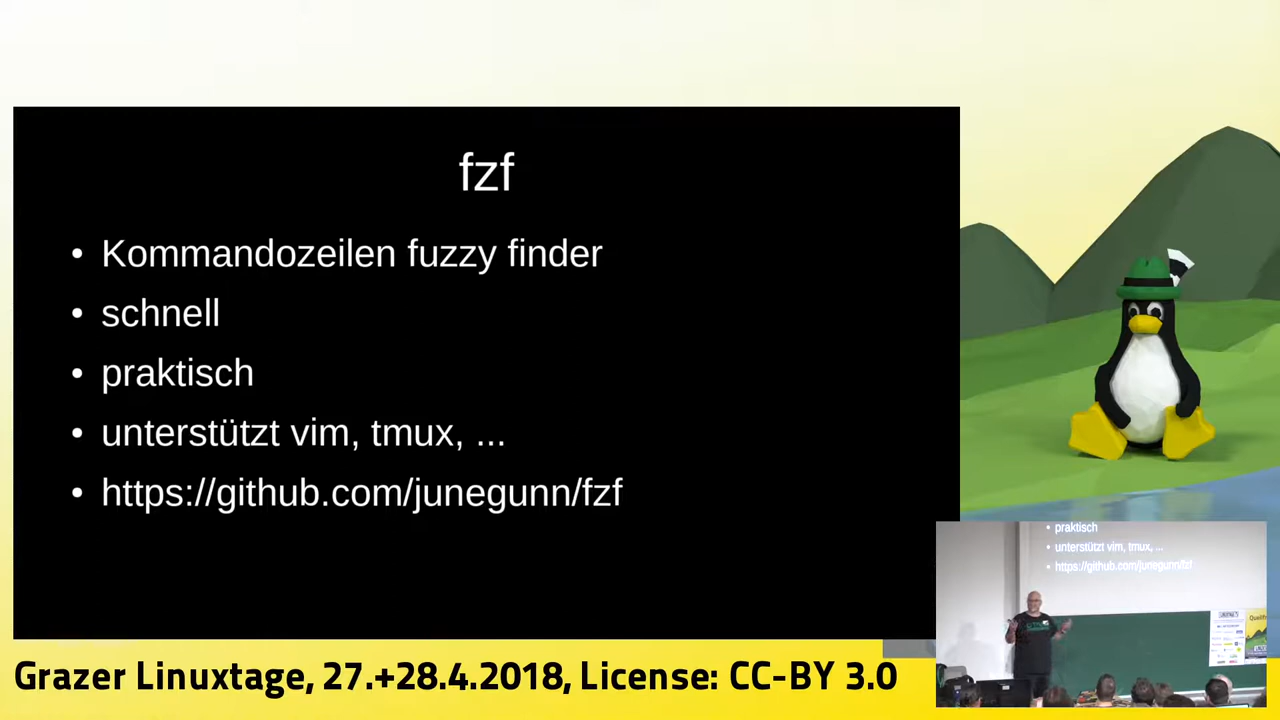 fzf
• Kommandozeilen fuzzy finder
• schnell
• praktisch
• unterstützt vim, tmux, ...
• https://github.com/junegunn/fzf
• praktisch
• unterstützt vim, tmux, ...
• https://github.com/junegunn/fzf
Grazer Linuxtage, 27.+28.4.2018, License: CC-BY 3.0